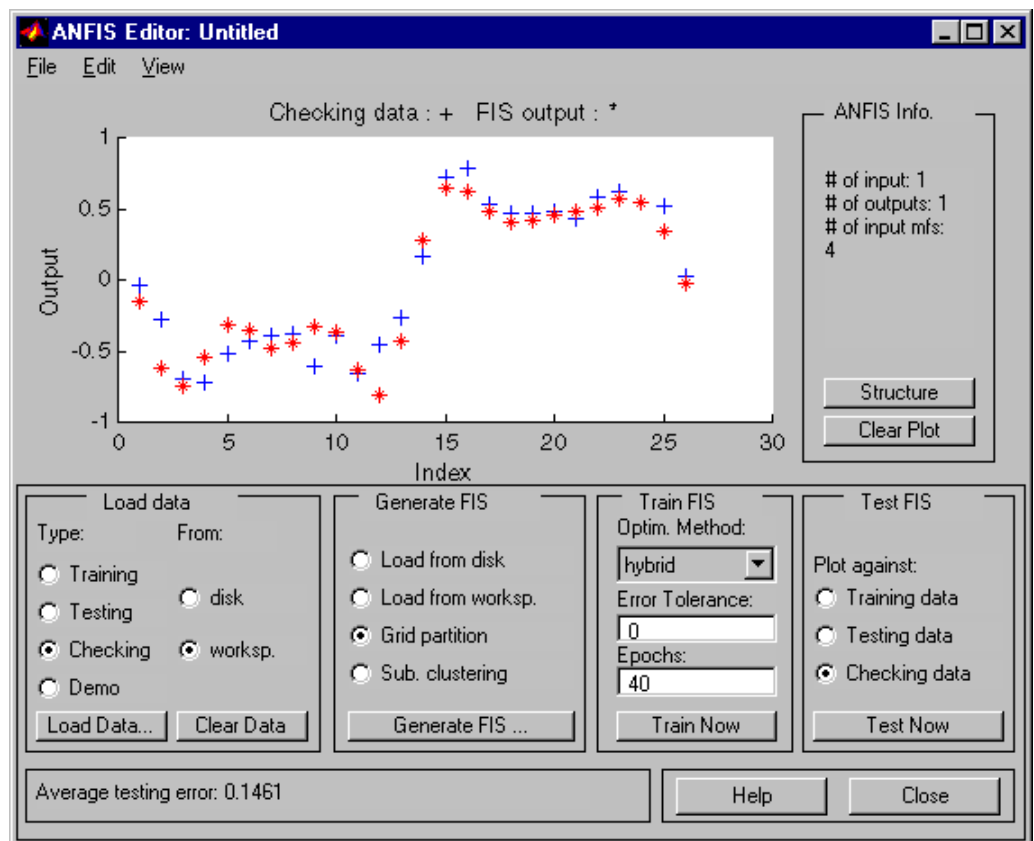 ANFIS Editor: Untitled
File Edit View
Checking data : + FIS output : *
1
0.5
0
-0.5
-1
Output
0 5 10 15 20 25 30
Index
ANFIS Info.
# of input: 1
# of outputs: 1
# of input mfs:
4
Structure
Clear Plot
Load data
Type: From:
Training
Testing
Checking
Demo
disk
worksp.
Load Data... Clear Data
Generate FIS
Load from disk
Load from worksp.
Grid partition
Sub. clustering
Generate FIS ...
Train FIS
Optim. Method:
hybrid
Error Tolerance:
0
Epochs:
40
Train Now
Test FIS
Plot against:
Training data
Testing data
Checking data
Test Now
Average testing error: 0.1461
Help Close